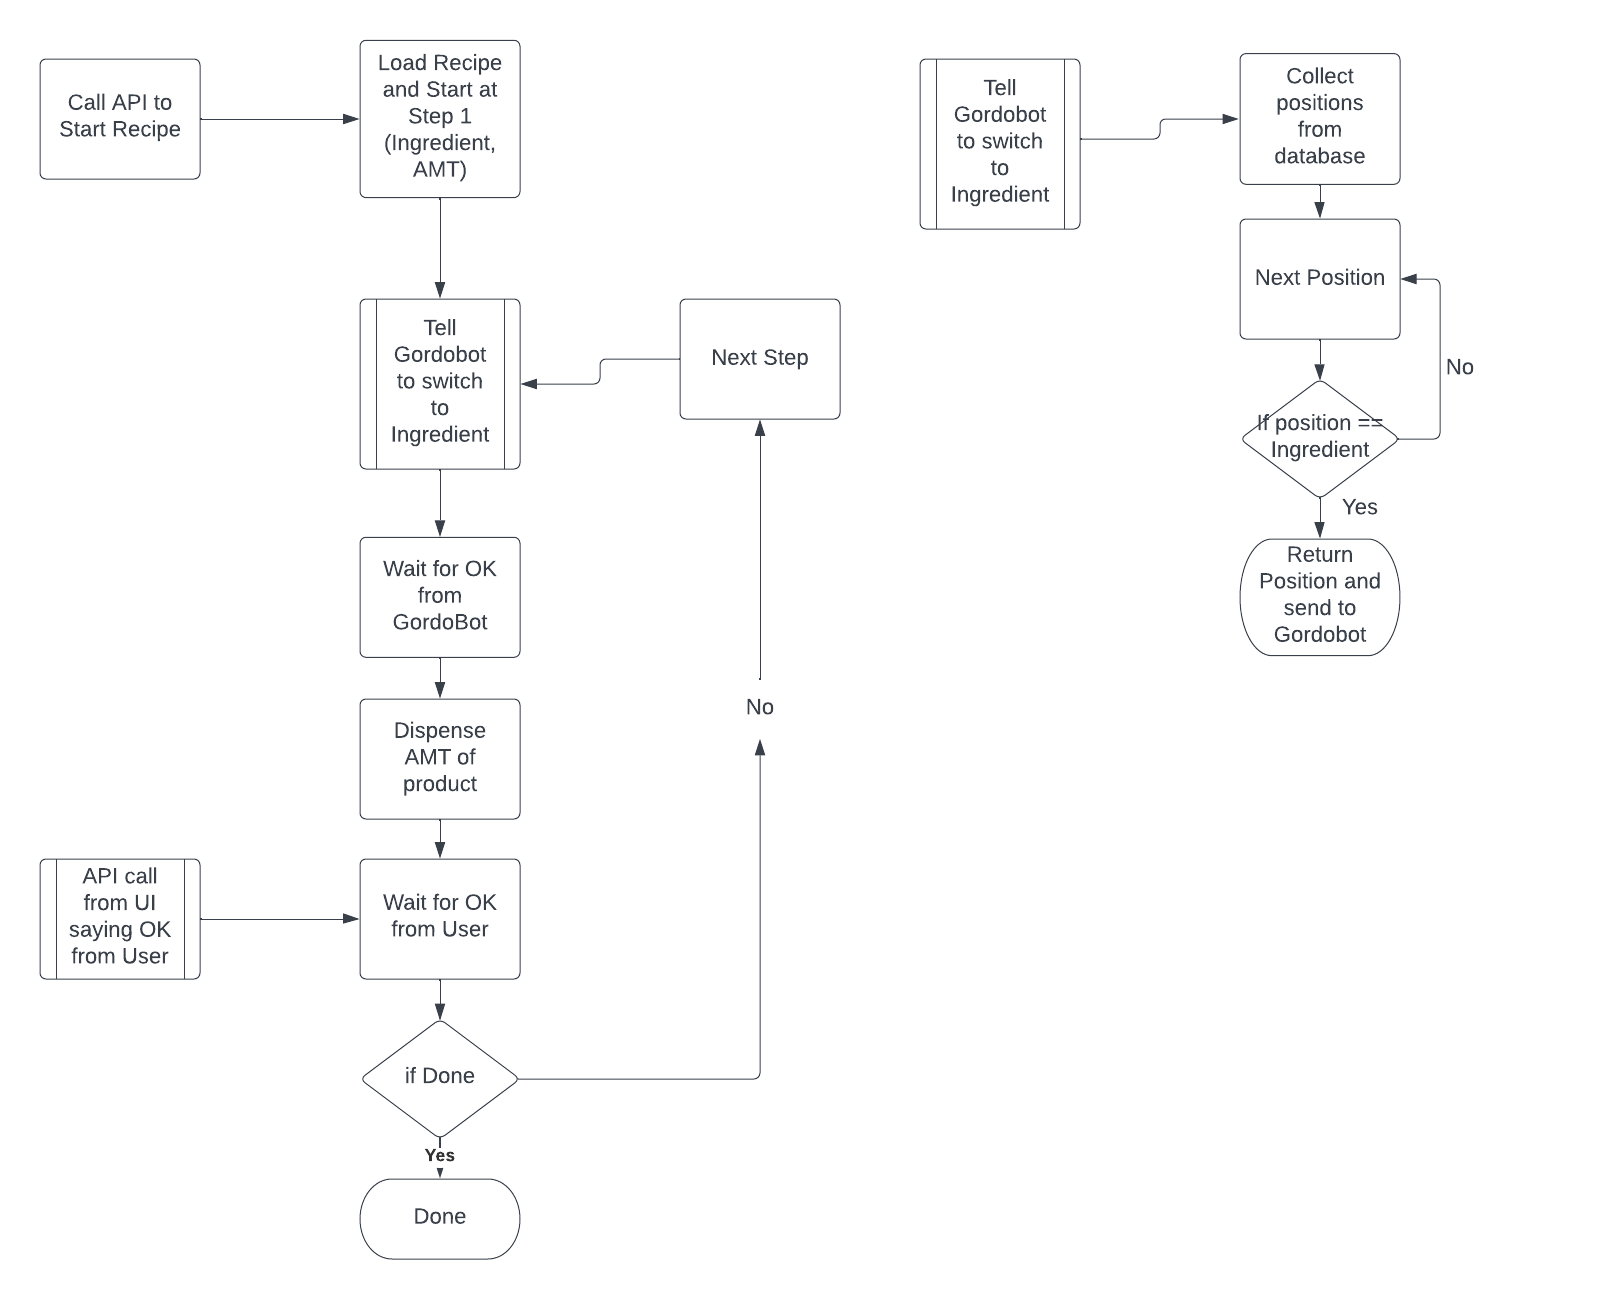 Call API to
Start Recipe
Load Recipe
and Start at
Step 1
(Ingredient,
AMT)
Tell
Gordobot
to switch
to
Ingredient
Next Step
Wait for OK
from
GordoBot
Dispense
AMT of
product
No
API call
from UI
saying OK
from User
Wait for OK
from User
if Done
Yes
Done
Tell
Gordobot
to switch
to
Ingredient
Collect
positions
from
database
Next Position
No
If position ==
Ingredient
Yes
Return
Position and
send to
Gordobot